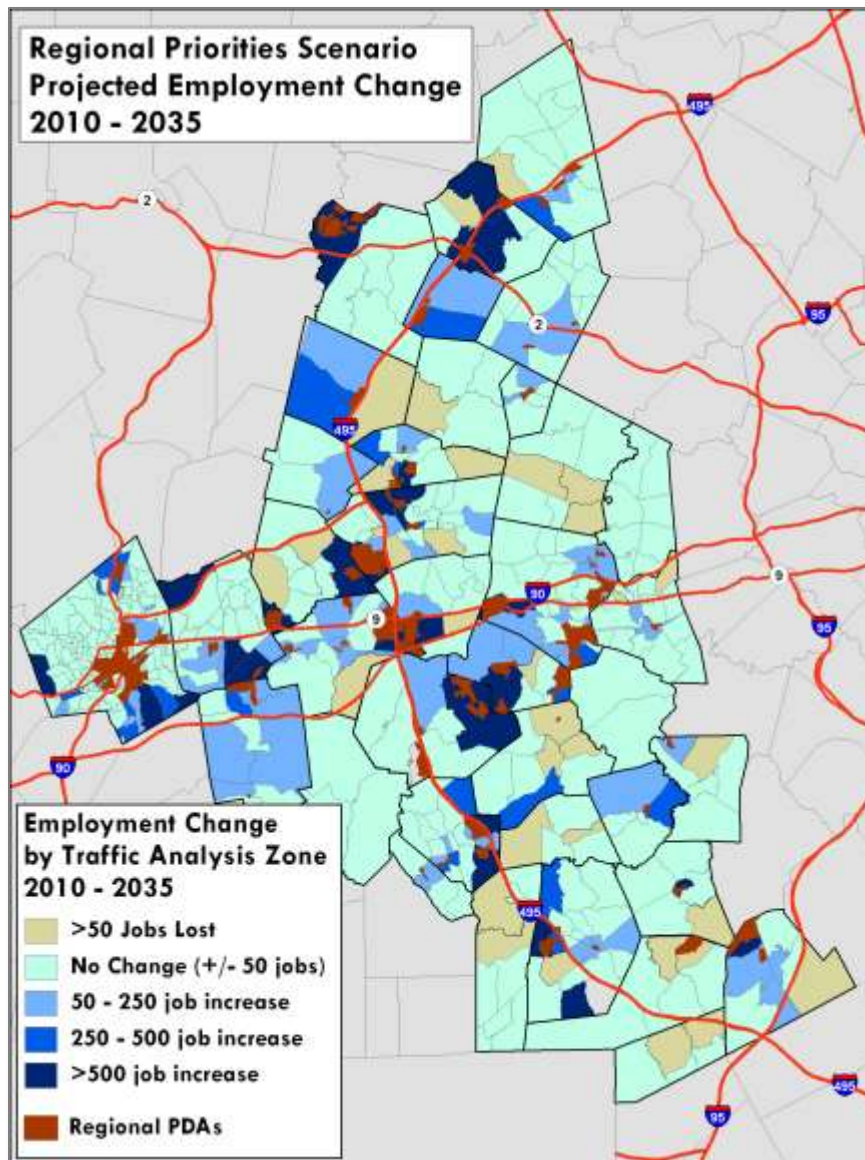 Regional Priorities Scenario
Projected Employment Change
2010 - 2035
495
2
95
2
495
90
9
9
95
90
495
495
95
Employment Change
by Traffic Analysis Zone
2010 - 2035
>50 Jobs Lost
No Change (+/- 50 jobs)
50 - 250 job increase
250 - 500 job increase
>500 job increase
Regional PDAs